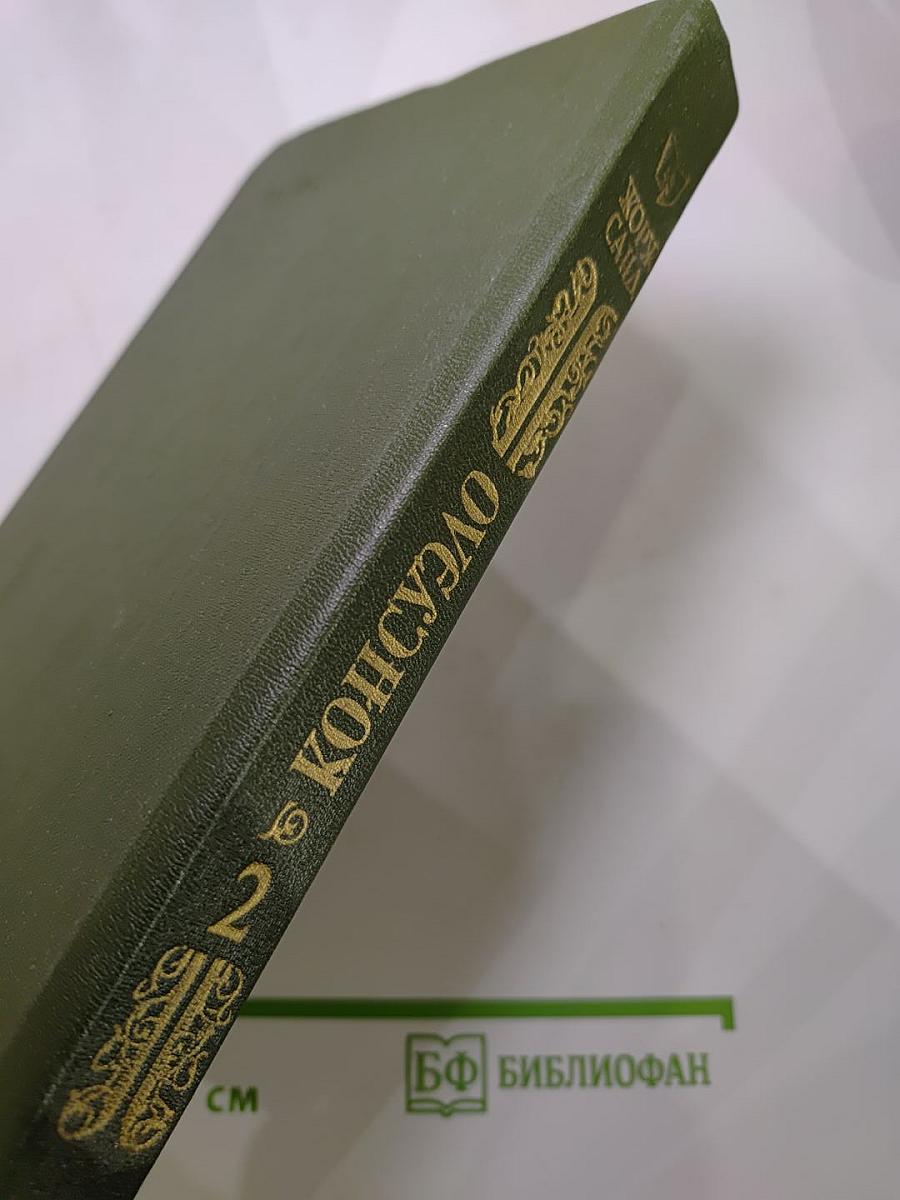 ЖОРЖ
САНД
КОНСУЭЛО
2
СМ
БФ
БИБЛИОФАН